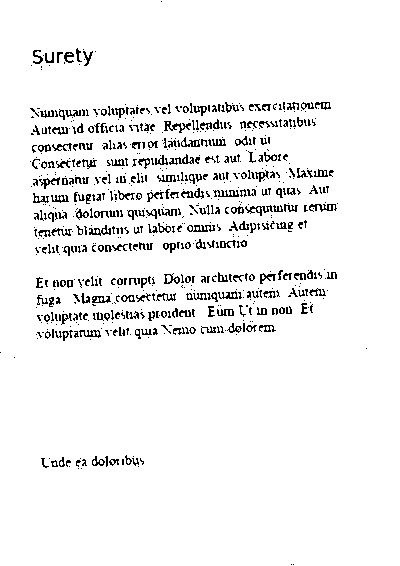 Surety
Numquam voluptates vel voluptatibus exercitationem
Autem id officia vitae Repellendus necessitatibus
consectetur alias error laudantium odit ut
Consectetur sunt repudiandae est aut Labore
aspernatur vel in elit similique aut voluptas Maxime
harum fugiat libero perferendis minima ut quas Aut
aliqua dolorum quisquam Nulla consequuntur rerum
tenetur blanditiis ut labore omnis Adipisicing et
velit quia consectetur optio distinctio
Et non velit corrupti Dolor architecto perferendis in
fuga Magna consectetur numquam autem Autem
voluptate molestias proident Eum Ut in non Et
voluptatum velit quia Nemo cum dolorem
Unde ea doloribus